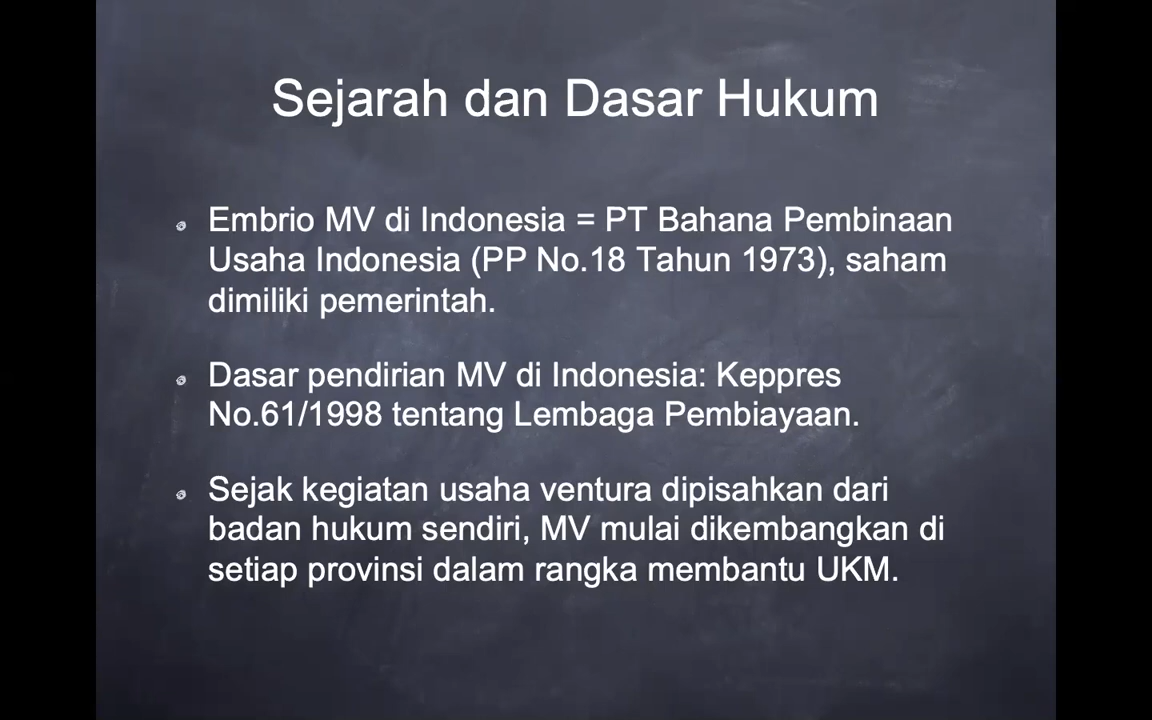 Sejarah dan Dasar Hukum
Embrio MV di Indonesia = PT Bahana Pembinaan
Usaha Indonesia (PP No.18 Tahun 1973), saham
dimiliki pemerintah.
Dasar pendirian MV di Indonesia: Keppres
No.61/1998 tentang Lembaga Pembiayaan.
Sejak kegiatan usaha ventura dipisahkan dari
badan hukum sendiri, MV mulai dikembangkan di
setiap provinsi dalam rangka membantu UKM.